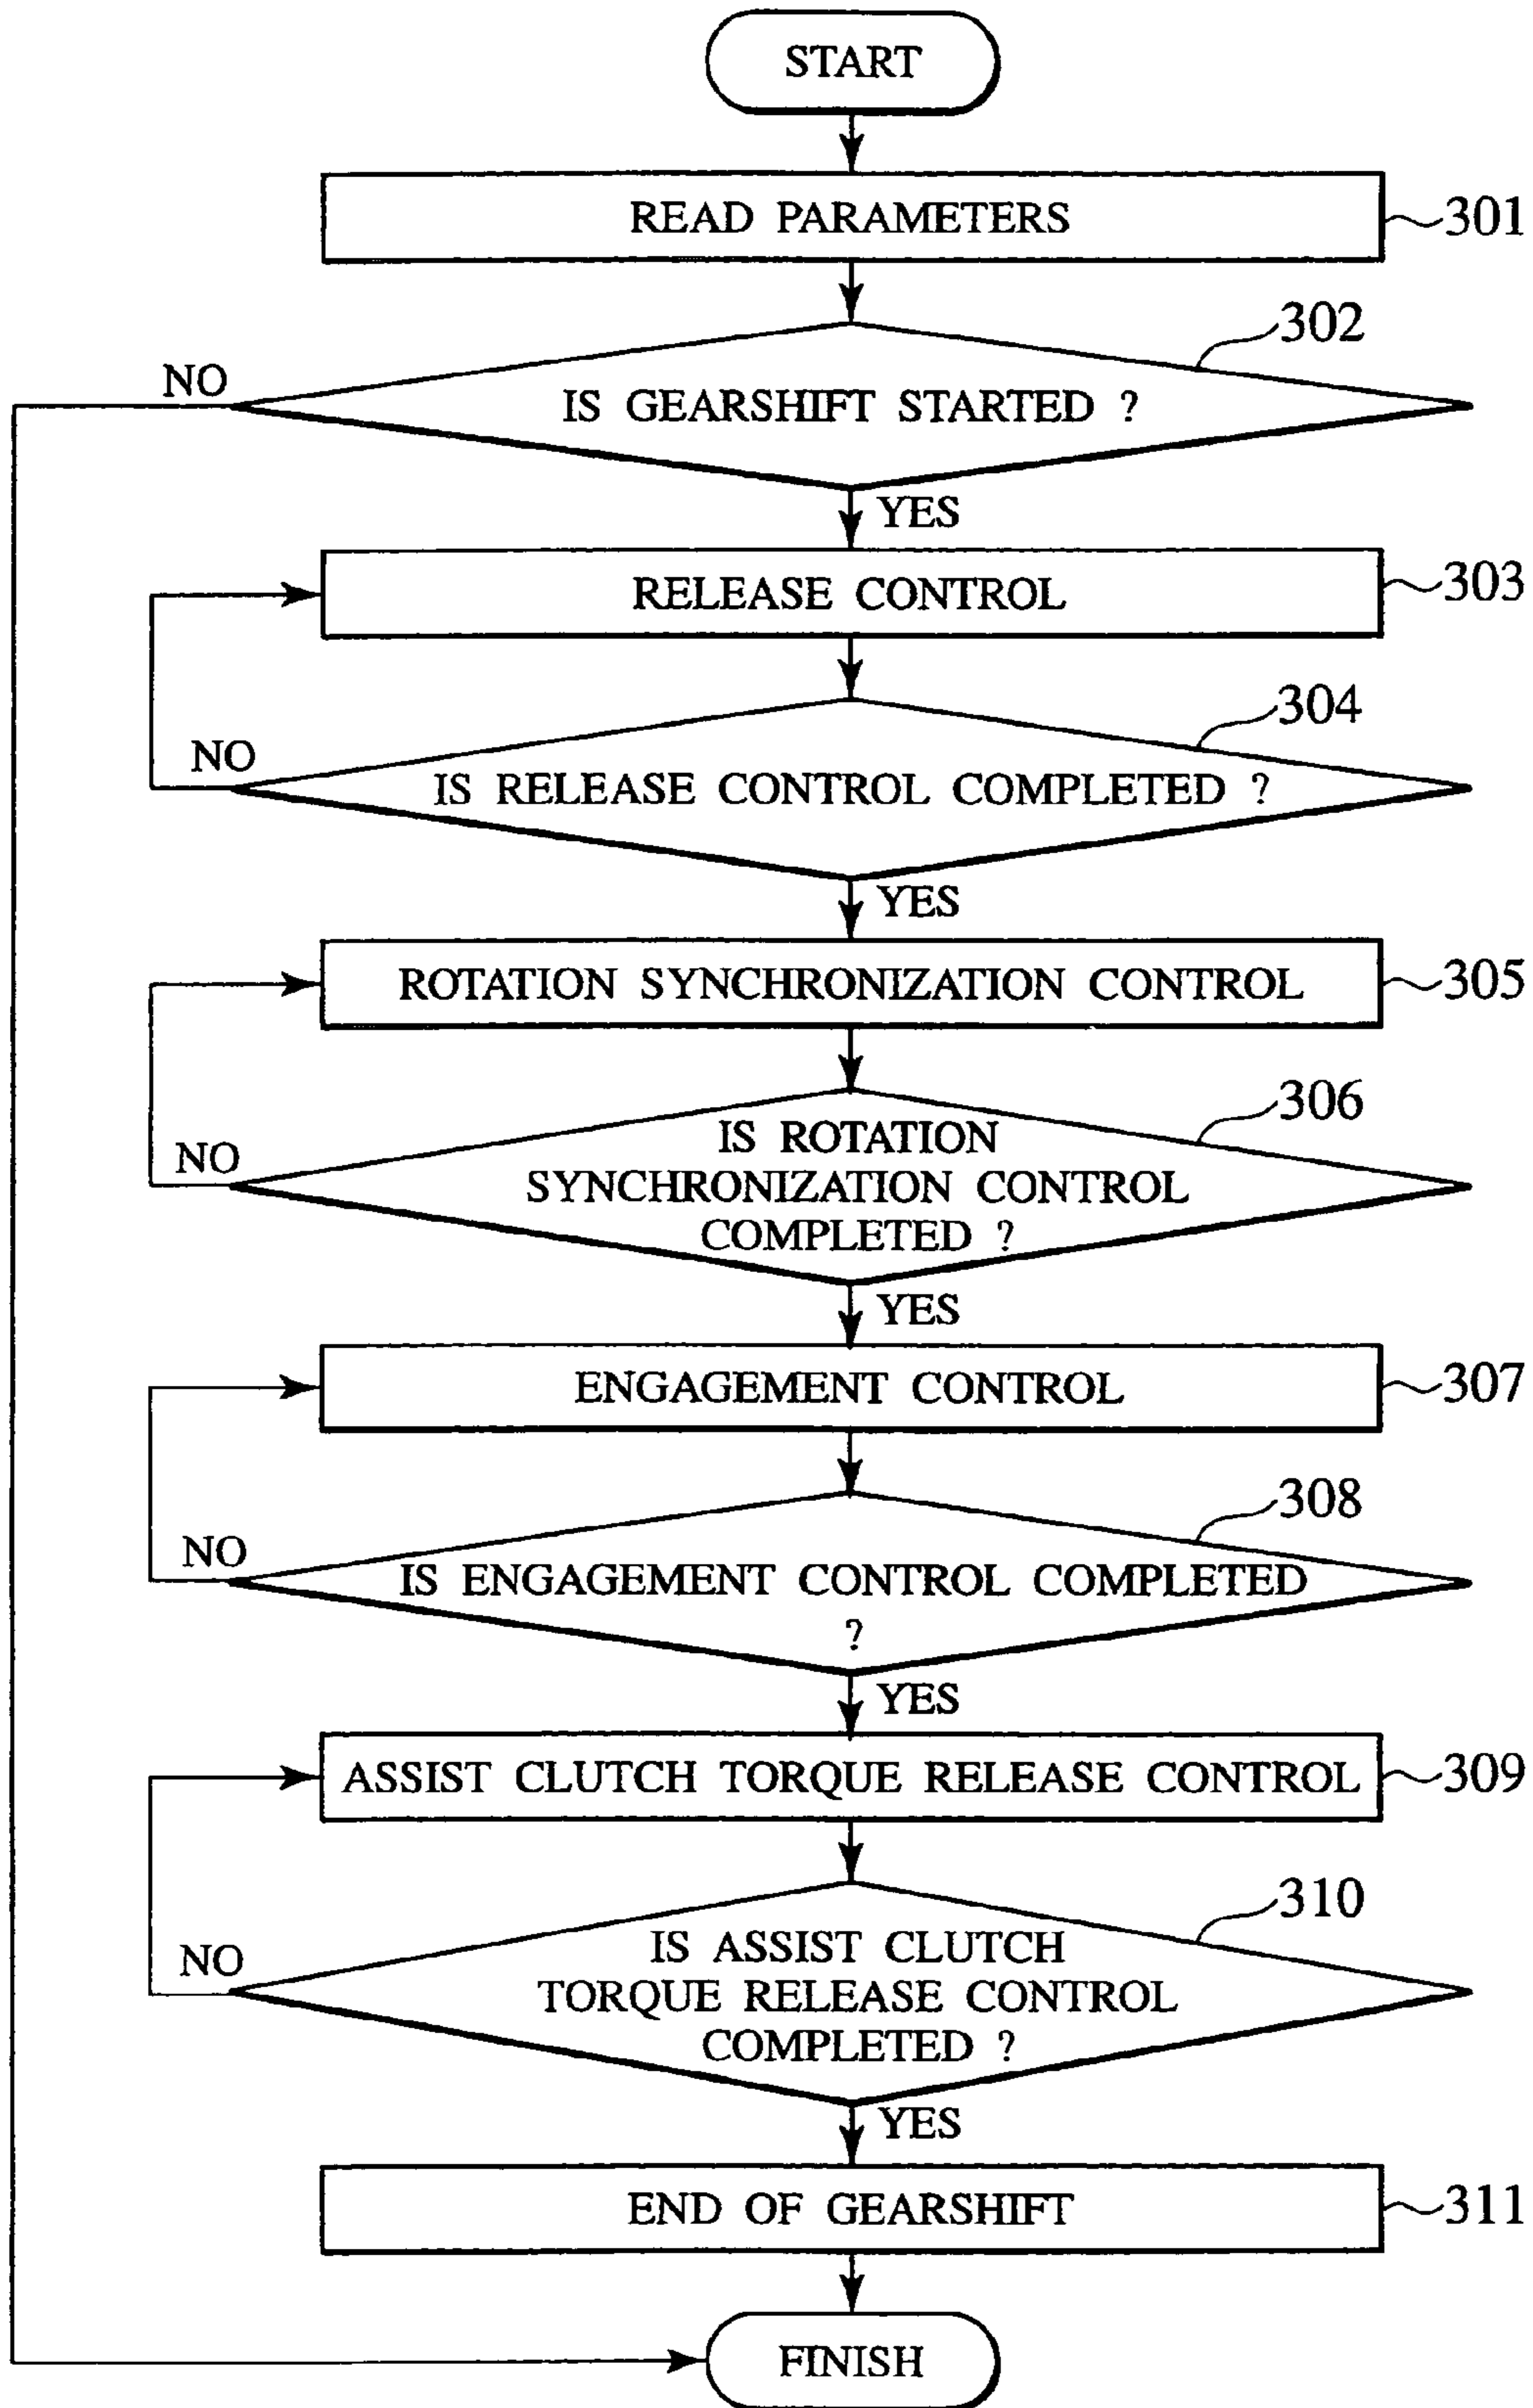 START
READ PARAMETERS
301
302
NO
IS GEARSHIFT STARTED ?
YES
RELEASE CONTROL
303
304
NO
IS RELEASE CONTROL COMPLETED ?
YES
ROTATION SYNCHRONIZATION CONTROL
305
306
NO
IS ROTATION
SYNCHRONIZATION CONTROL
COMPLETED ?
YES
ENGAGEMENT CONTROL
307
308
NO
IS ENGAGEMENT CONTROL COMPLETED
?
YES
ASSIST CLUTCH TORQUE RELEASE CONTROL
309
310
NO
IS ASSIST CLUTCH
TORQUE RELEASE CONTROL
COMPLETED ?
YES
END OF GEARSHIFT
311
FINISH